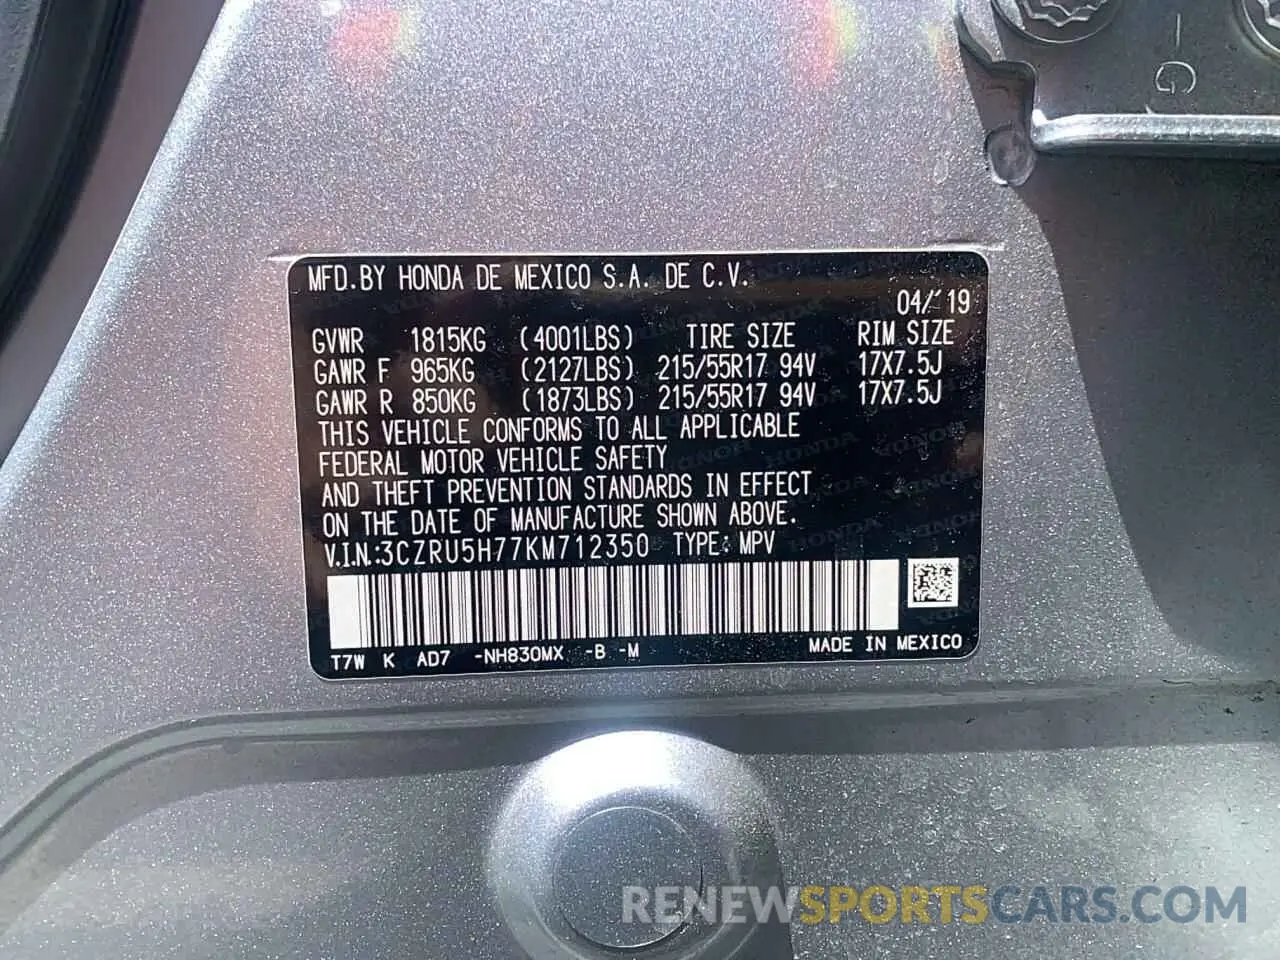 MFD.BY HONDA DE MEXICO S.A. DE C.V.
04/19
GVWR 1815KG (4001LBS) TIRE SIZE RIM SIZE
GAWR F 965KG (2127LBS) 215/55R17 94V 17X7.5J
GAWR R 850KG (1873LBS) 215/55R17 94V 17X7.5J
THIS VEHICLE CONFORMS TO ALL APPLICABLE
FEDERAL MOTOR VEHICLE SAFETY
AND THEFT PREVENTION STANDARDS IN EFFECT
ON THE DATE OF MANUFACTURE SHOWN ABOVE.
V.I.N.:3CZRU5H77KM712350 TYPE: MPV
T7W K AD7 -NH830MX -B -M MADE IN MEXICO
G
RENEWSPORTSCARS.COM